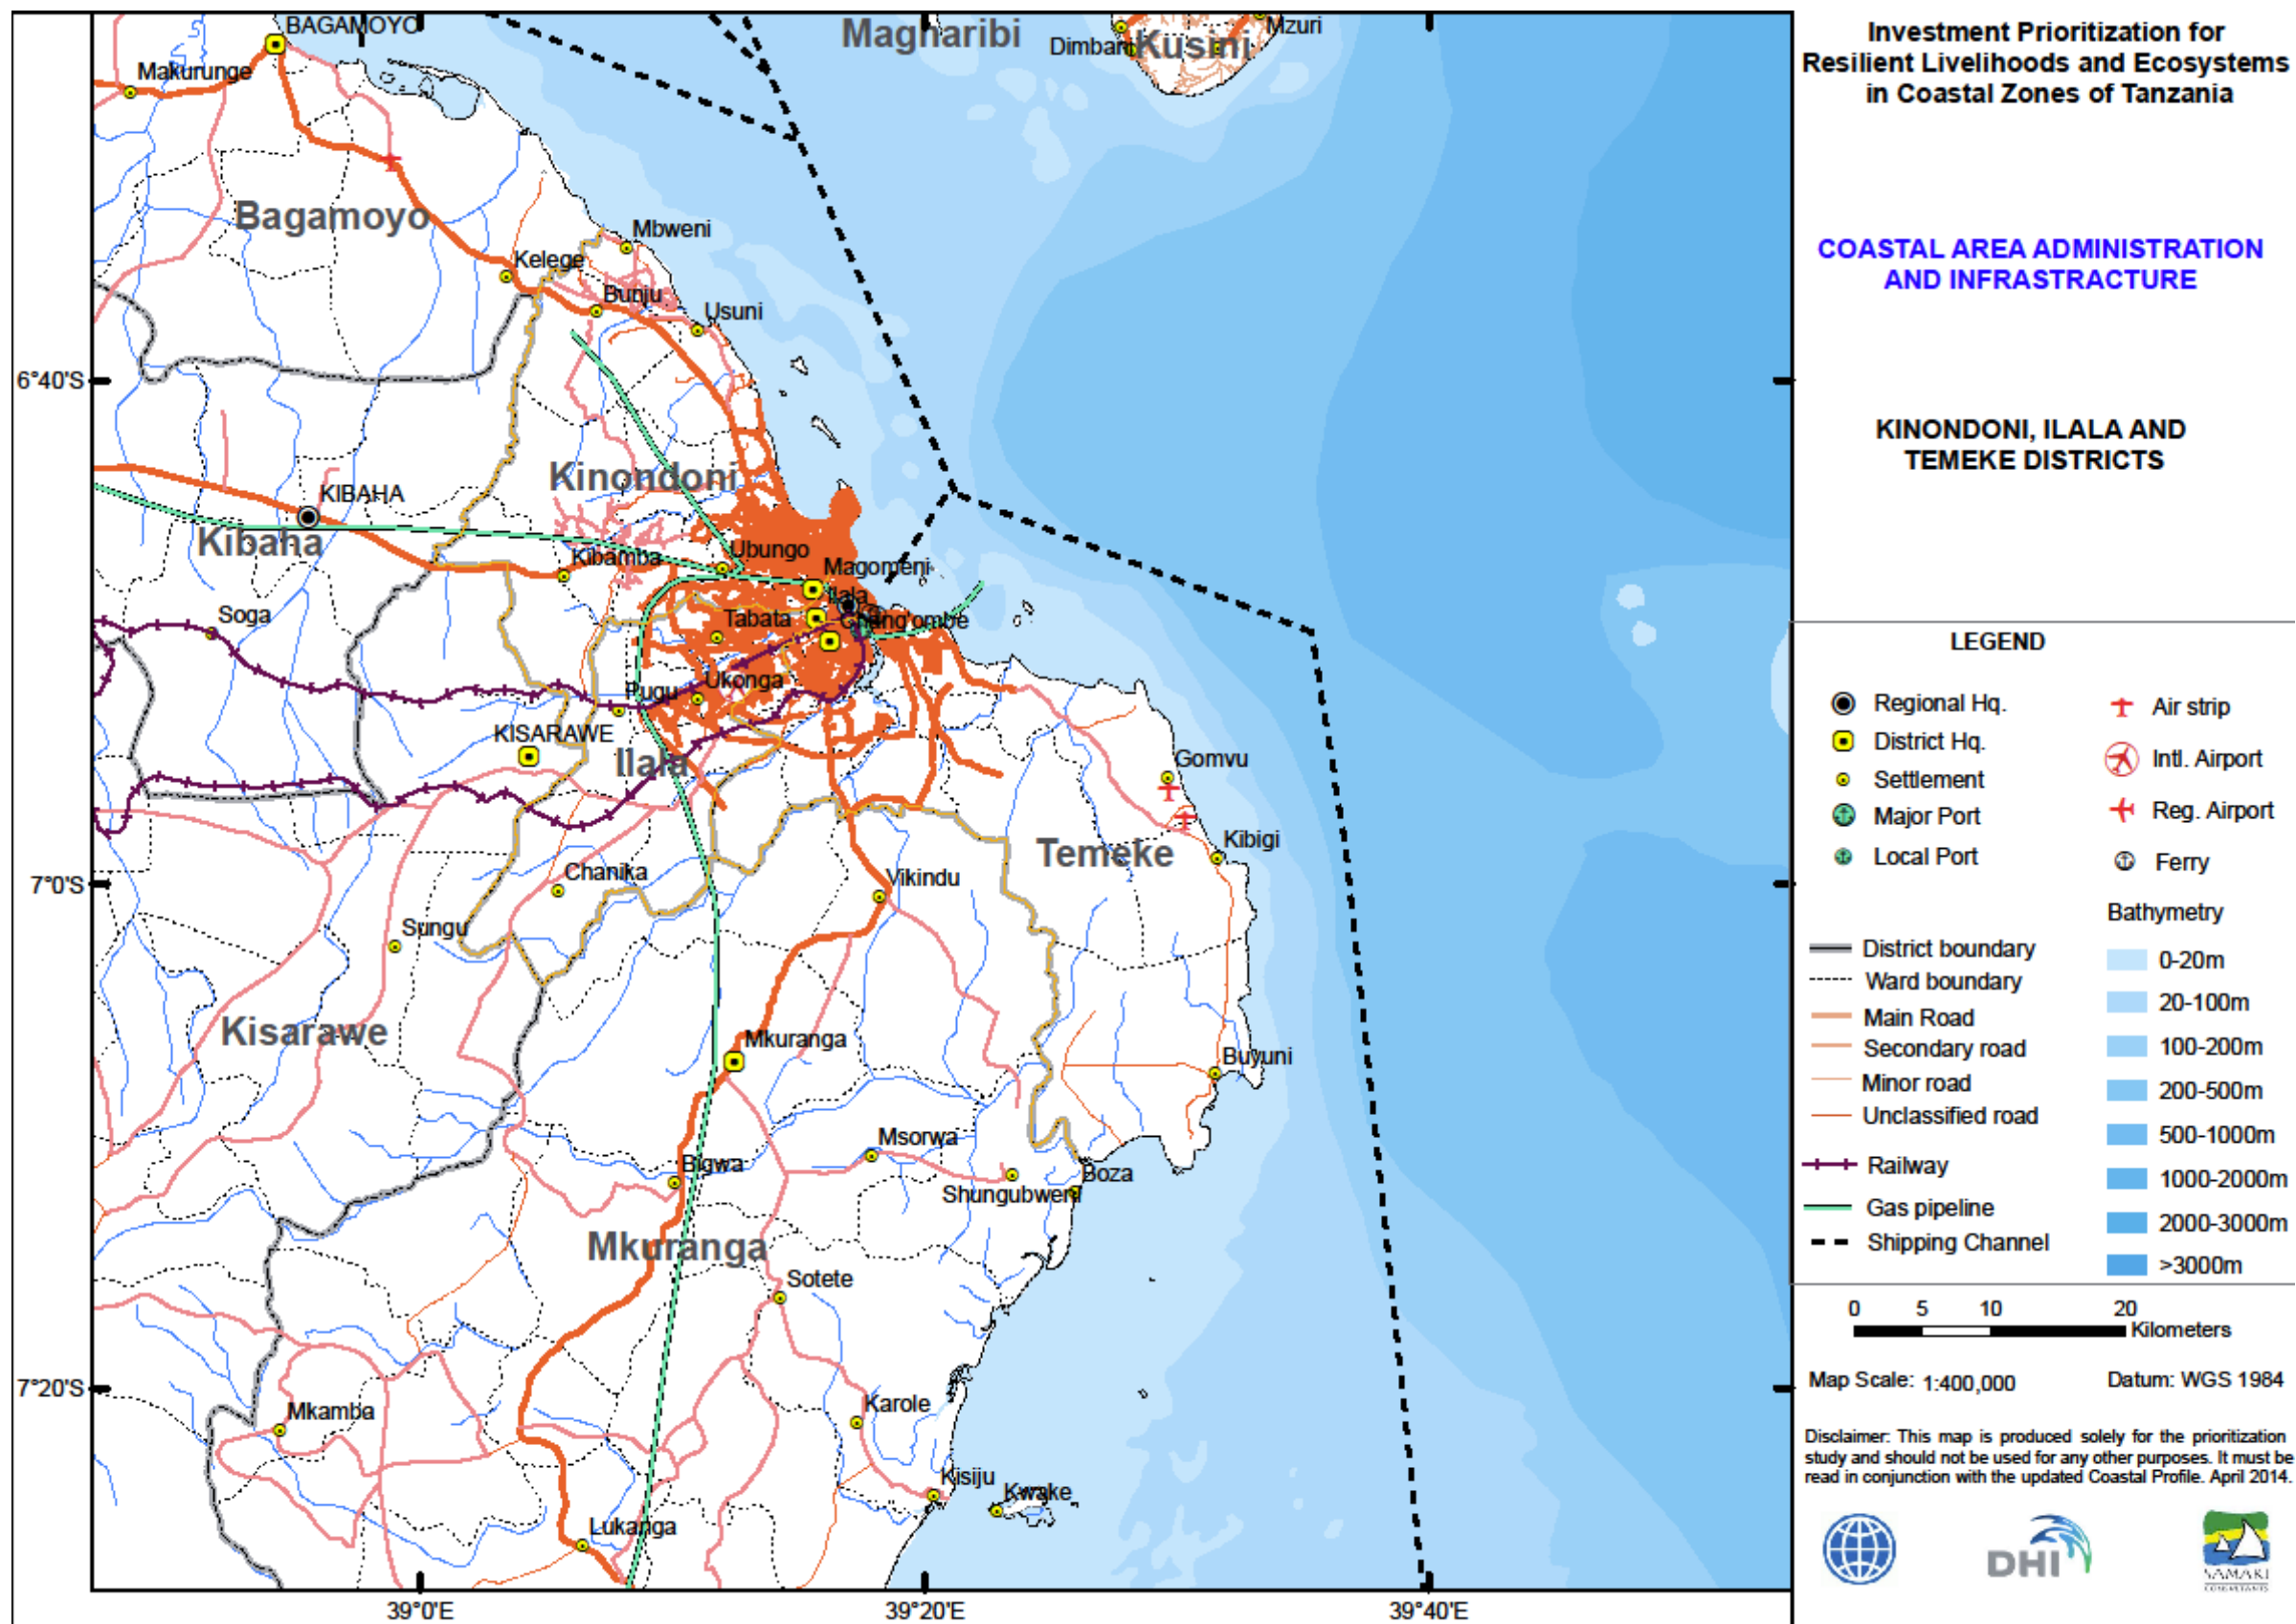 BAGAMOYO
Makurunge
Magharibi
Dimbani
Kusini
Mzuri
Bagamoyo
Mbweni
Kelege
Bunju
Usuni
6°40'S
Kinondoni
KIBAHA
Kibaha
Kibamba
Ubungo
Magomeni
Ilala
Chang'ombe
Tabata
Soga
Pugu
Ukonga
KISARAWE
Ilala
Gomvu
Temeke
Kibigi
7°0'S
Chanika
Vikindu
Sungu
Kisarawe
Mkuranga
Buyuni
Msorwa
Bigwa
Shungubweni
Boza
Mkuranga
Sotete
7°20'S
Mkamba
Karole
Kisiju
Kwake
Lukanga
39°0'E
39°20'E
39°40'E
Investment Prioritization for
Resilient Livelihoods and Ecosystems
in Coastal Zones of Tanzania
COASTAL AREA ADMINISTRATION
AND INFRASTRACTURE
KINONDONI, ILALA AND
TEMEKE DISTRICTS
LEGEND
Regional Hq.
District Hq.
Settlement
Major Port
Local Port
Air strip
Intl. Airport
Reg. Airport
Ferry
District boundary
Ward boundary
Main Road
Secondary road
Minor road
Unclassified road
Railway
Gas pipeline
Shipping Channel
Bathymetry
0-20m
20-100m
100-200m
200-500m
500-1000m
1000-2000m
2000-3000m
>3000m
0 5 10 20
Kilometers
Map Scale: 1:400,000
Datum: WGS 1984
Disclaimer: This map is produced solely for the prioritization
study and should not be used for any other purposes. It must be
read in conjunction with the updated Coastal Profile. April 2014.
DHI
SAMAKI
CONSULTANTS